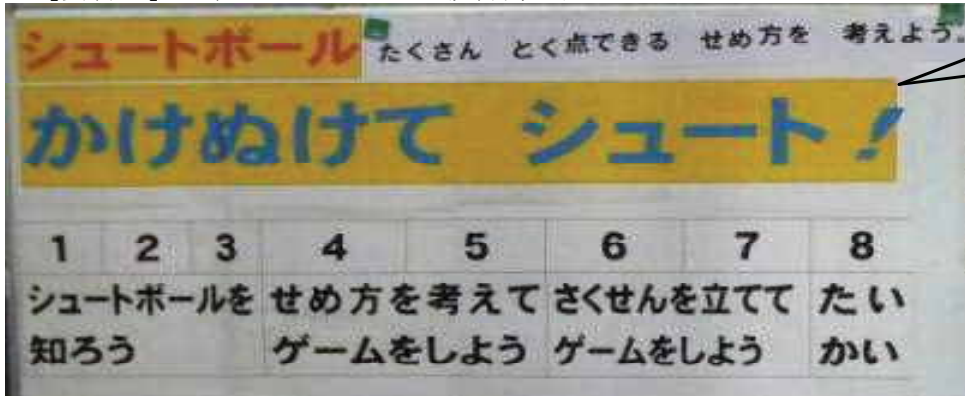 シュートボール たくさん とく点できる せめ方を 考えよう。
かけぬけて シュート!
1 2 3 4 5 6 7 8
シュートボールを せめ方を考えて さくせんを立てて たい
知ろう ゲームをしよう ゲームをしよう かい